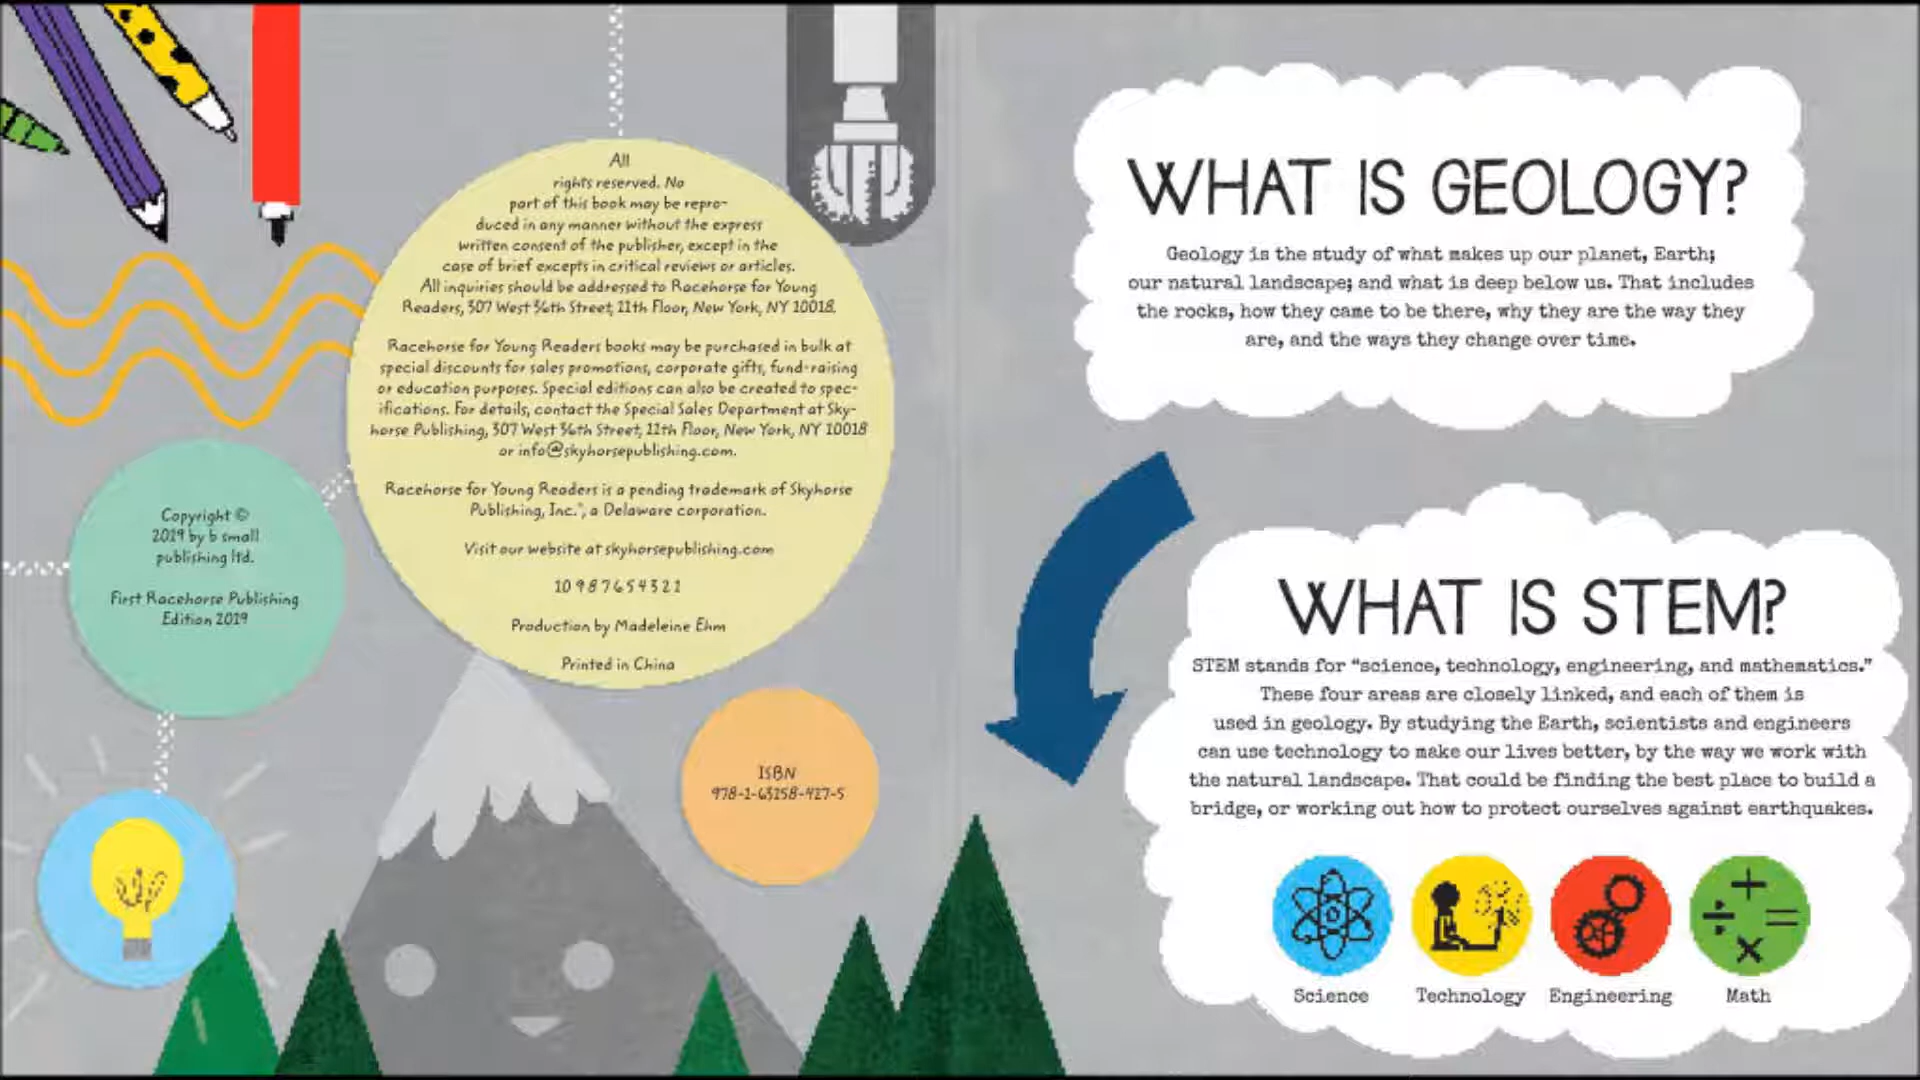 All
rights reserved. No
part of this book may be repro-
duced in any manner without the express
written consent of the publisher, except in the
case of brief excepts in critical reviews or articles.
All inquiries should be addressed to Racehorse for Young
Readers, 307 West 36th Street, 11th Floor, New York, NY 10018.
Racehorse for Young Readers books may be purchased in bulk at
special discounts for sales promotions, corporate gifts, fund-raising
or education purposes. Special editions can also be created to spec-
ifications. For details, contact the Special Sales Department at Sky-
horse Publishing, 307 West 36th Street, 11th Floor, New York, NY 10018
or info@skyhorsepublishing.com.
Racehorse for Young Readers is a pending trademark of Skyhorse
Publishing, Inc.®, a Delaware corporation.
Visit our website at skyhorsepublishing.com
10 9 8 7 6 5 4 3 2 1
Production by Madeleine Ehm
Printed in China
Copyright ©
2019 by b small
publishing ltd.
First Racehorse Publishing
Edition 2019
ISBN
978-1-63158-427-5
WHAT IS GEOLOGY?
Geology is the study of what makes up our planet, Earth;
our natural landscape; and what is deep below us. That includes
the rocks, how they came to be there, why they are the way they
are, and the ways they change over time.
WHAT IS STEM?
STEM stands for “science, technology, engineering, and mathematics.”
These four areas are closely linked, and each of them is
used in geology. By studying the Earth, scientists and engineers
can use technology to make our lives better, by the way we work with
the natural landscape. That could be finding the best place to build a
bridge, or working out how to protect ourselves against earthquakes.
Science Technology Engineering Math